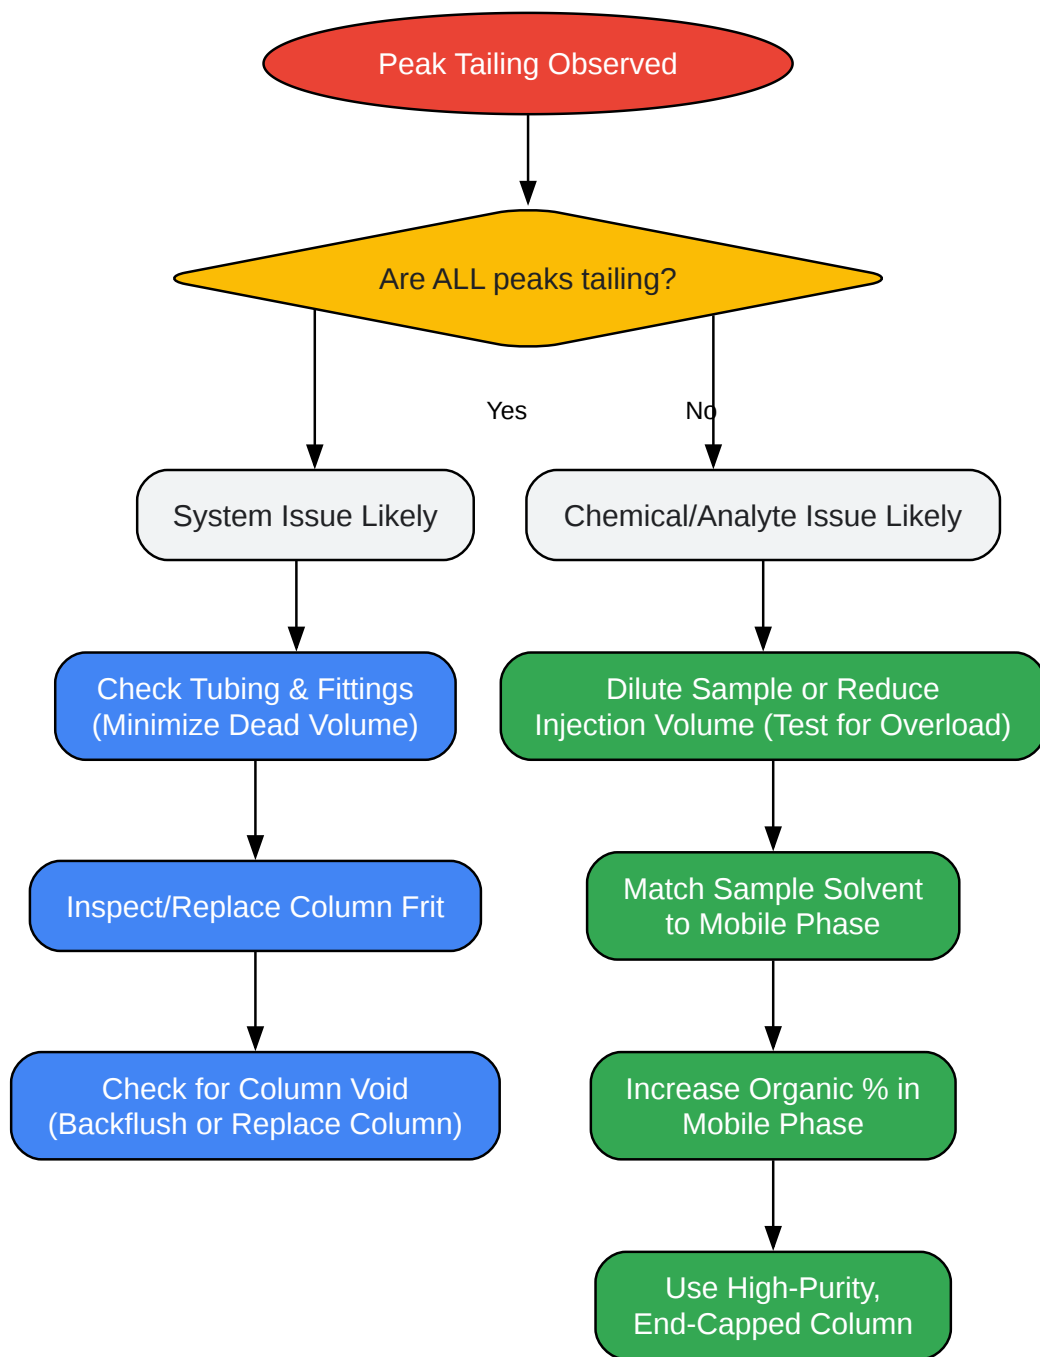 Peak Tailing Observed
Are ALL peaks tailing?
Yes
No
System Issue Likely
Chemical/Analyte Issue Likely
Check Tubing & Fittings
(Minimize Dead Volume)
Dilute Sample or Reduce
Injection Volume (Test for Overload)
Inspect/Replace Column Frit
Match Sample Solvent
to Mobile Phase
Check for Column Void
(Backflush or Replace Column)
Increase Organic % in
Mobile Phase
Use High-Purity,
End-Capped Column